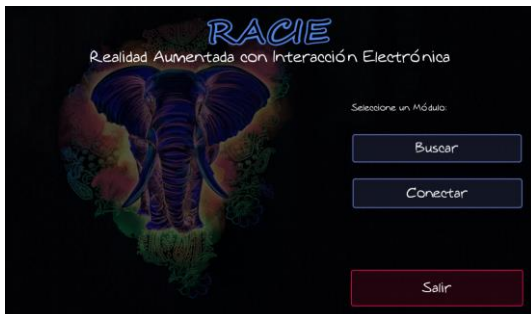 RACIE
Realidad Aumentada con Interacción Electrónica
Seleccione un Módulo:
Buscar
Conectar
Salir